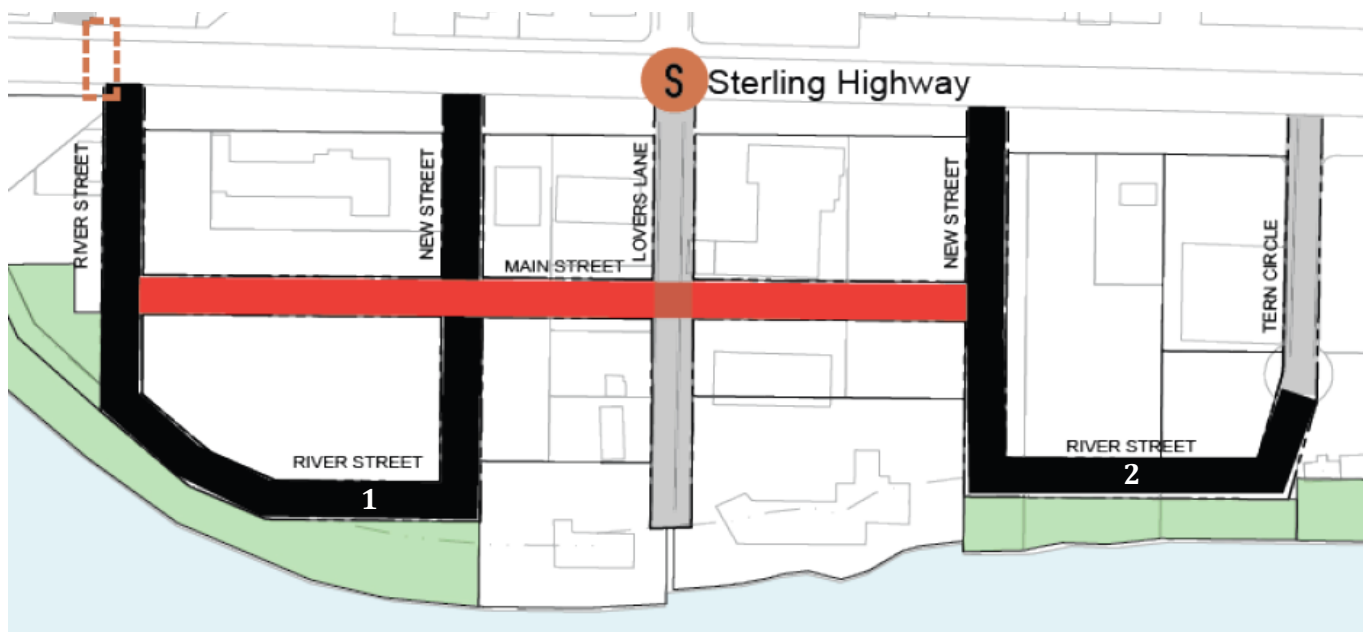 S Sterling Highway
RIVER STREET
NEW STREET
LOVERS LANE
NEW STREET
TERN CIRCLE
MAIN STREET
RIVER STREET
1
RIVER STREET
2